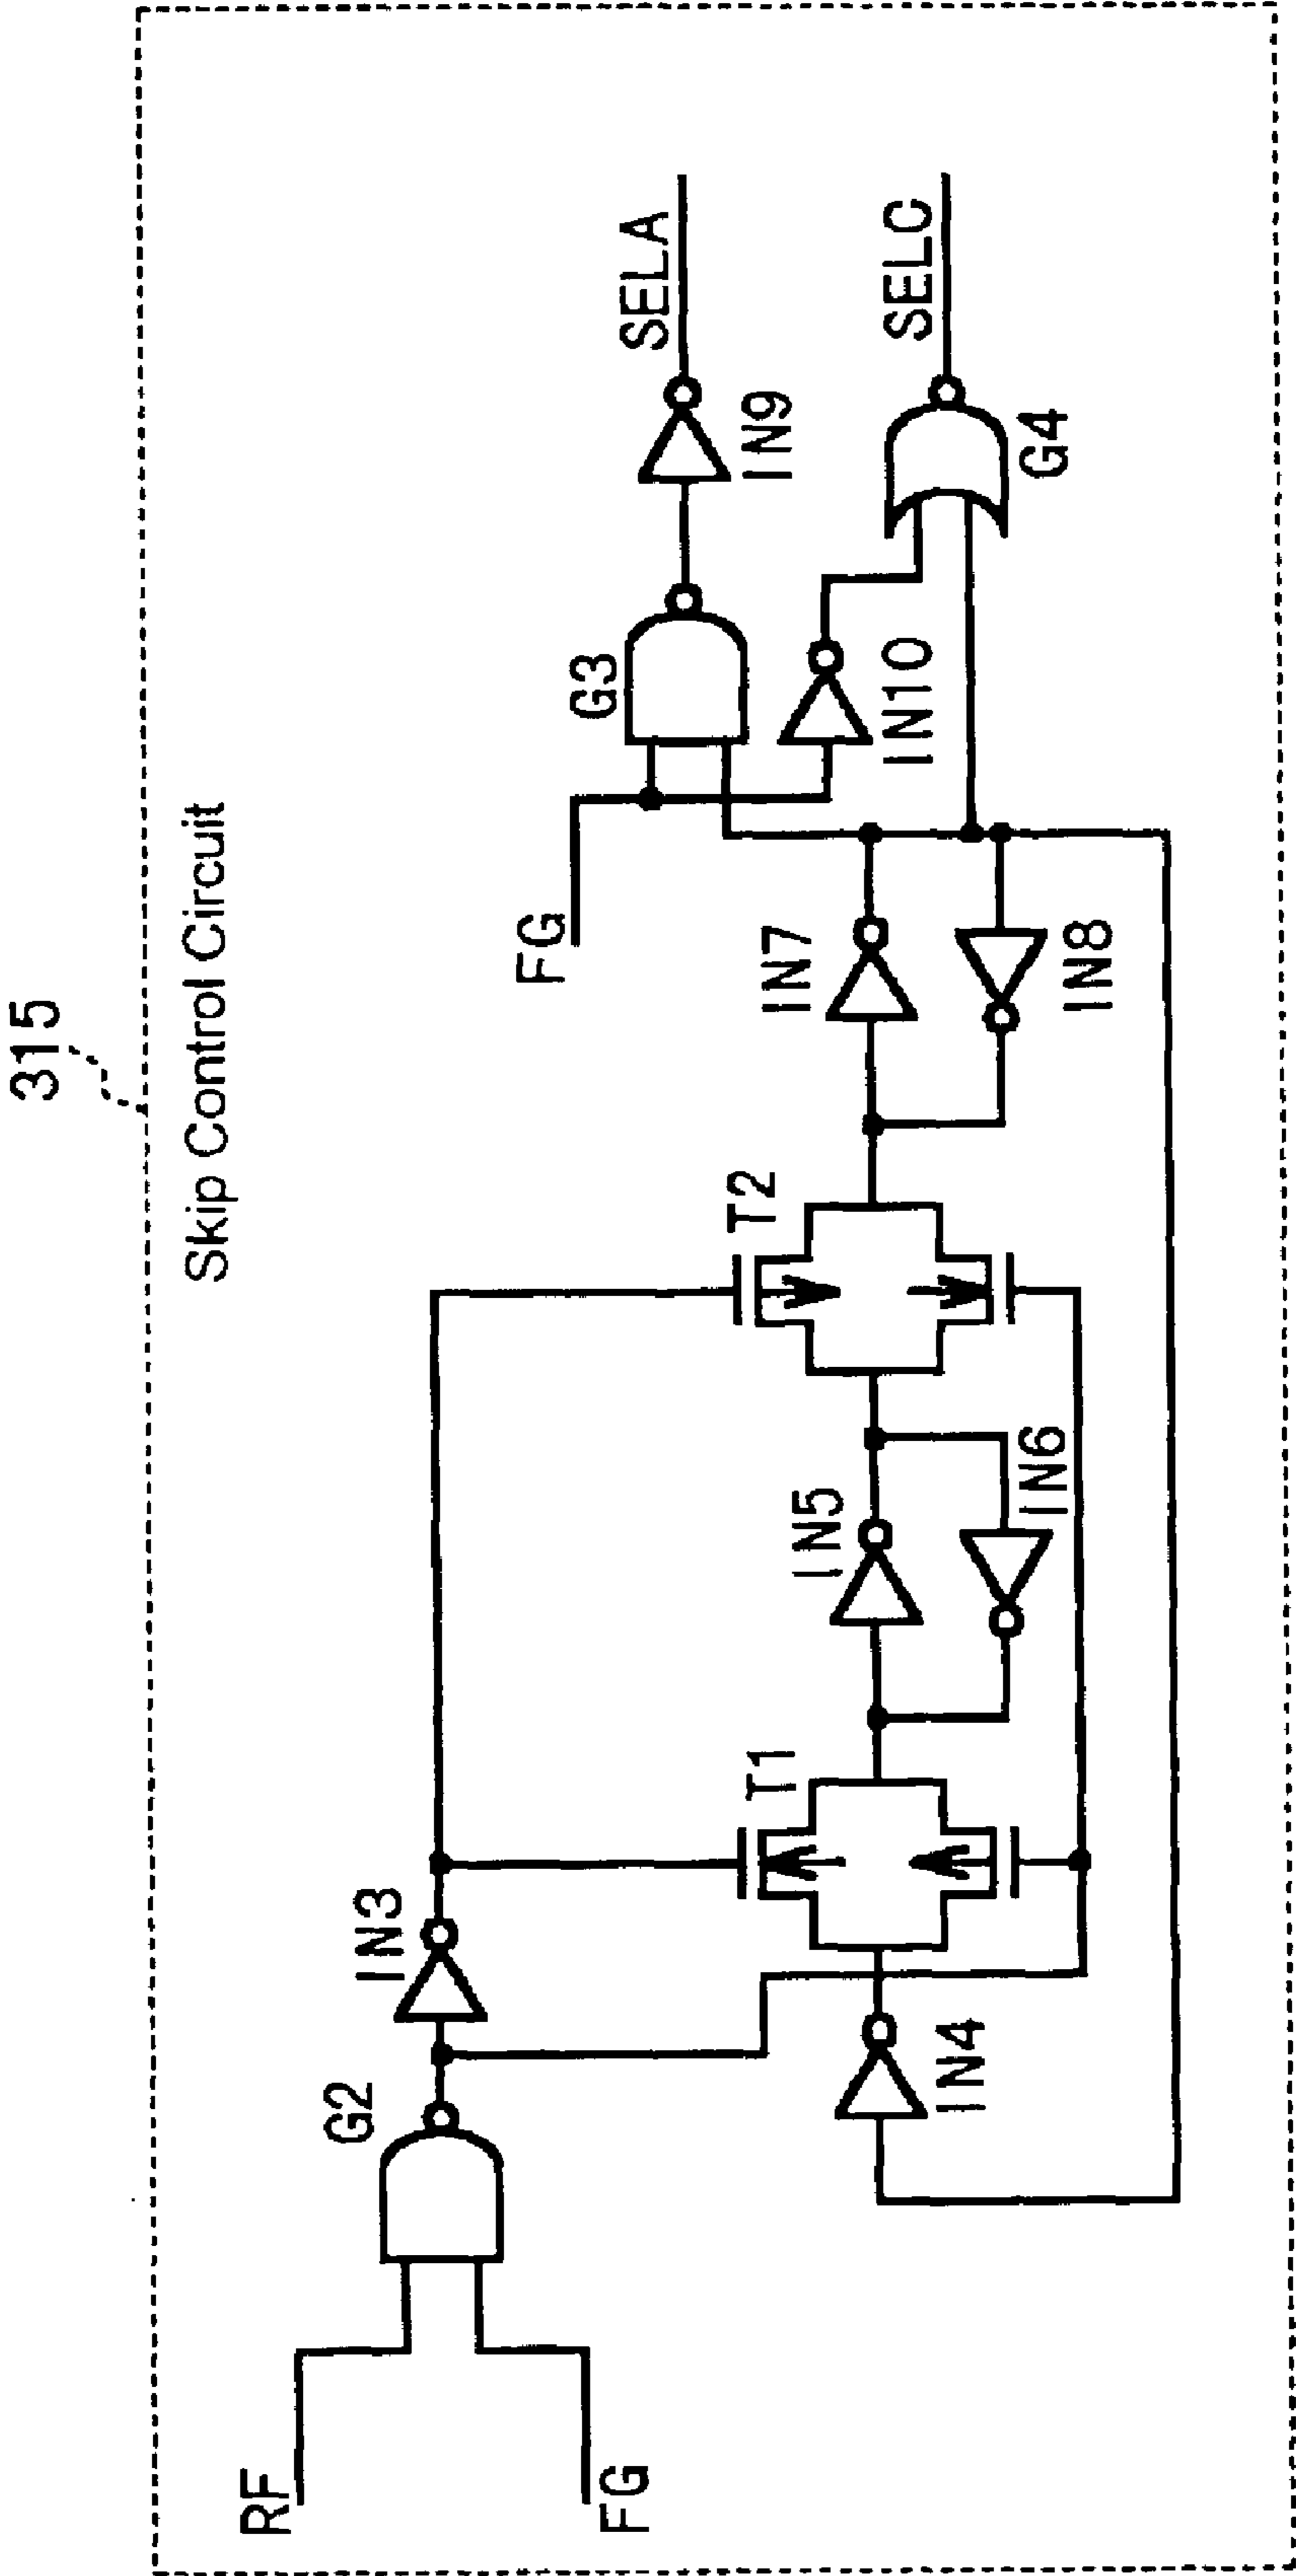 315
Skip Control Circuit
RF
FG
G2
IN3
IN4
T1
IN5
IN6
T2
IN7
IN8
FG
G3
IN10
IN9
G4
SELA
SELC